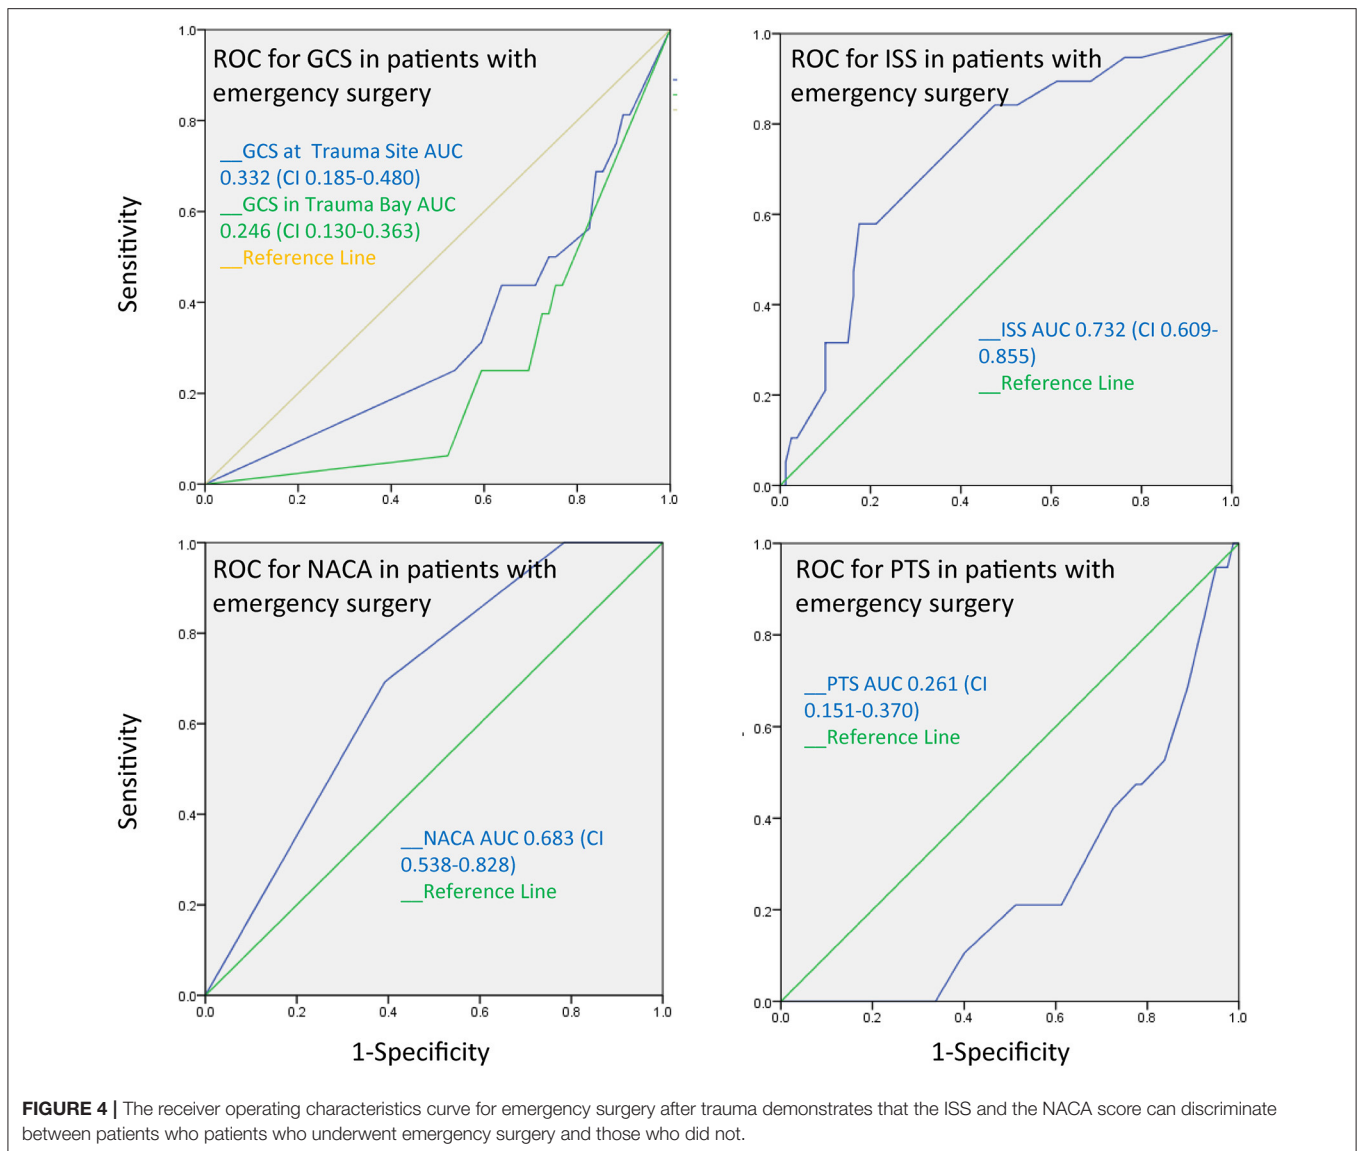 ROC for GCS in patients with
emergency surgery
__GCS at Trauma Site AUC
0.332 (CI 0.185-0.480)
__GCS in Trauma Bay AUC
0.246 (CI 0.130-0.363)
__Reference Line
Sensitivity
1.0
0.8
0.6
0.4
0.2
0.0
0.0 0.2 0.4 0.6 0.8 1.0
ROC for ISS in patients with
emergency surgery
__ISS AUC 0.732 (CI 0.609-
0.855)
__Reference Line
1.0
0.8
0.6
0.4
0.2
0.0
0.0 0.2 0.4 0.6 0.8 1.0
ROC for NACA in patients with
emergency surgery
__NACA AUC 0.683 (CI
0.538-0.828)
__Reference Line
Sensitivity
1.0
0.8
0.6
0.4
0.2
0.0
0.0 0.2 0.4 0.6 0.8 1.0
1-Specificity
ROC for PTS in patients with
emergency surgery
__PTS AUC 0.261 (CI
0.151-0.370)
__Reference Line
1.0
0.8
0.6
0.4
0.2
0.0
0.0 0.2 0.4 0.6 0.8 1.0
1-Specificity
FIGURE 4 | The receiver operating characteristics curve for emergency surgery after trauma demonstrates that the ISS and the NACA score can discriminate
between patients who patients who underwent emergency surgery and those who did not.